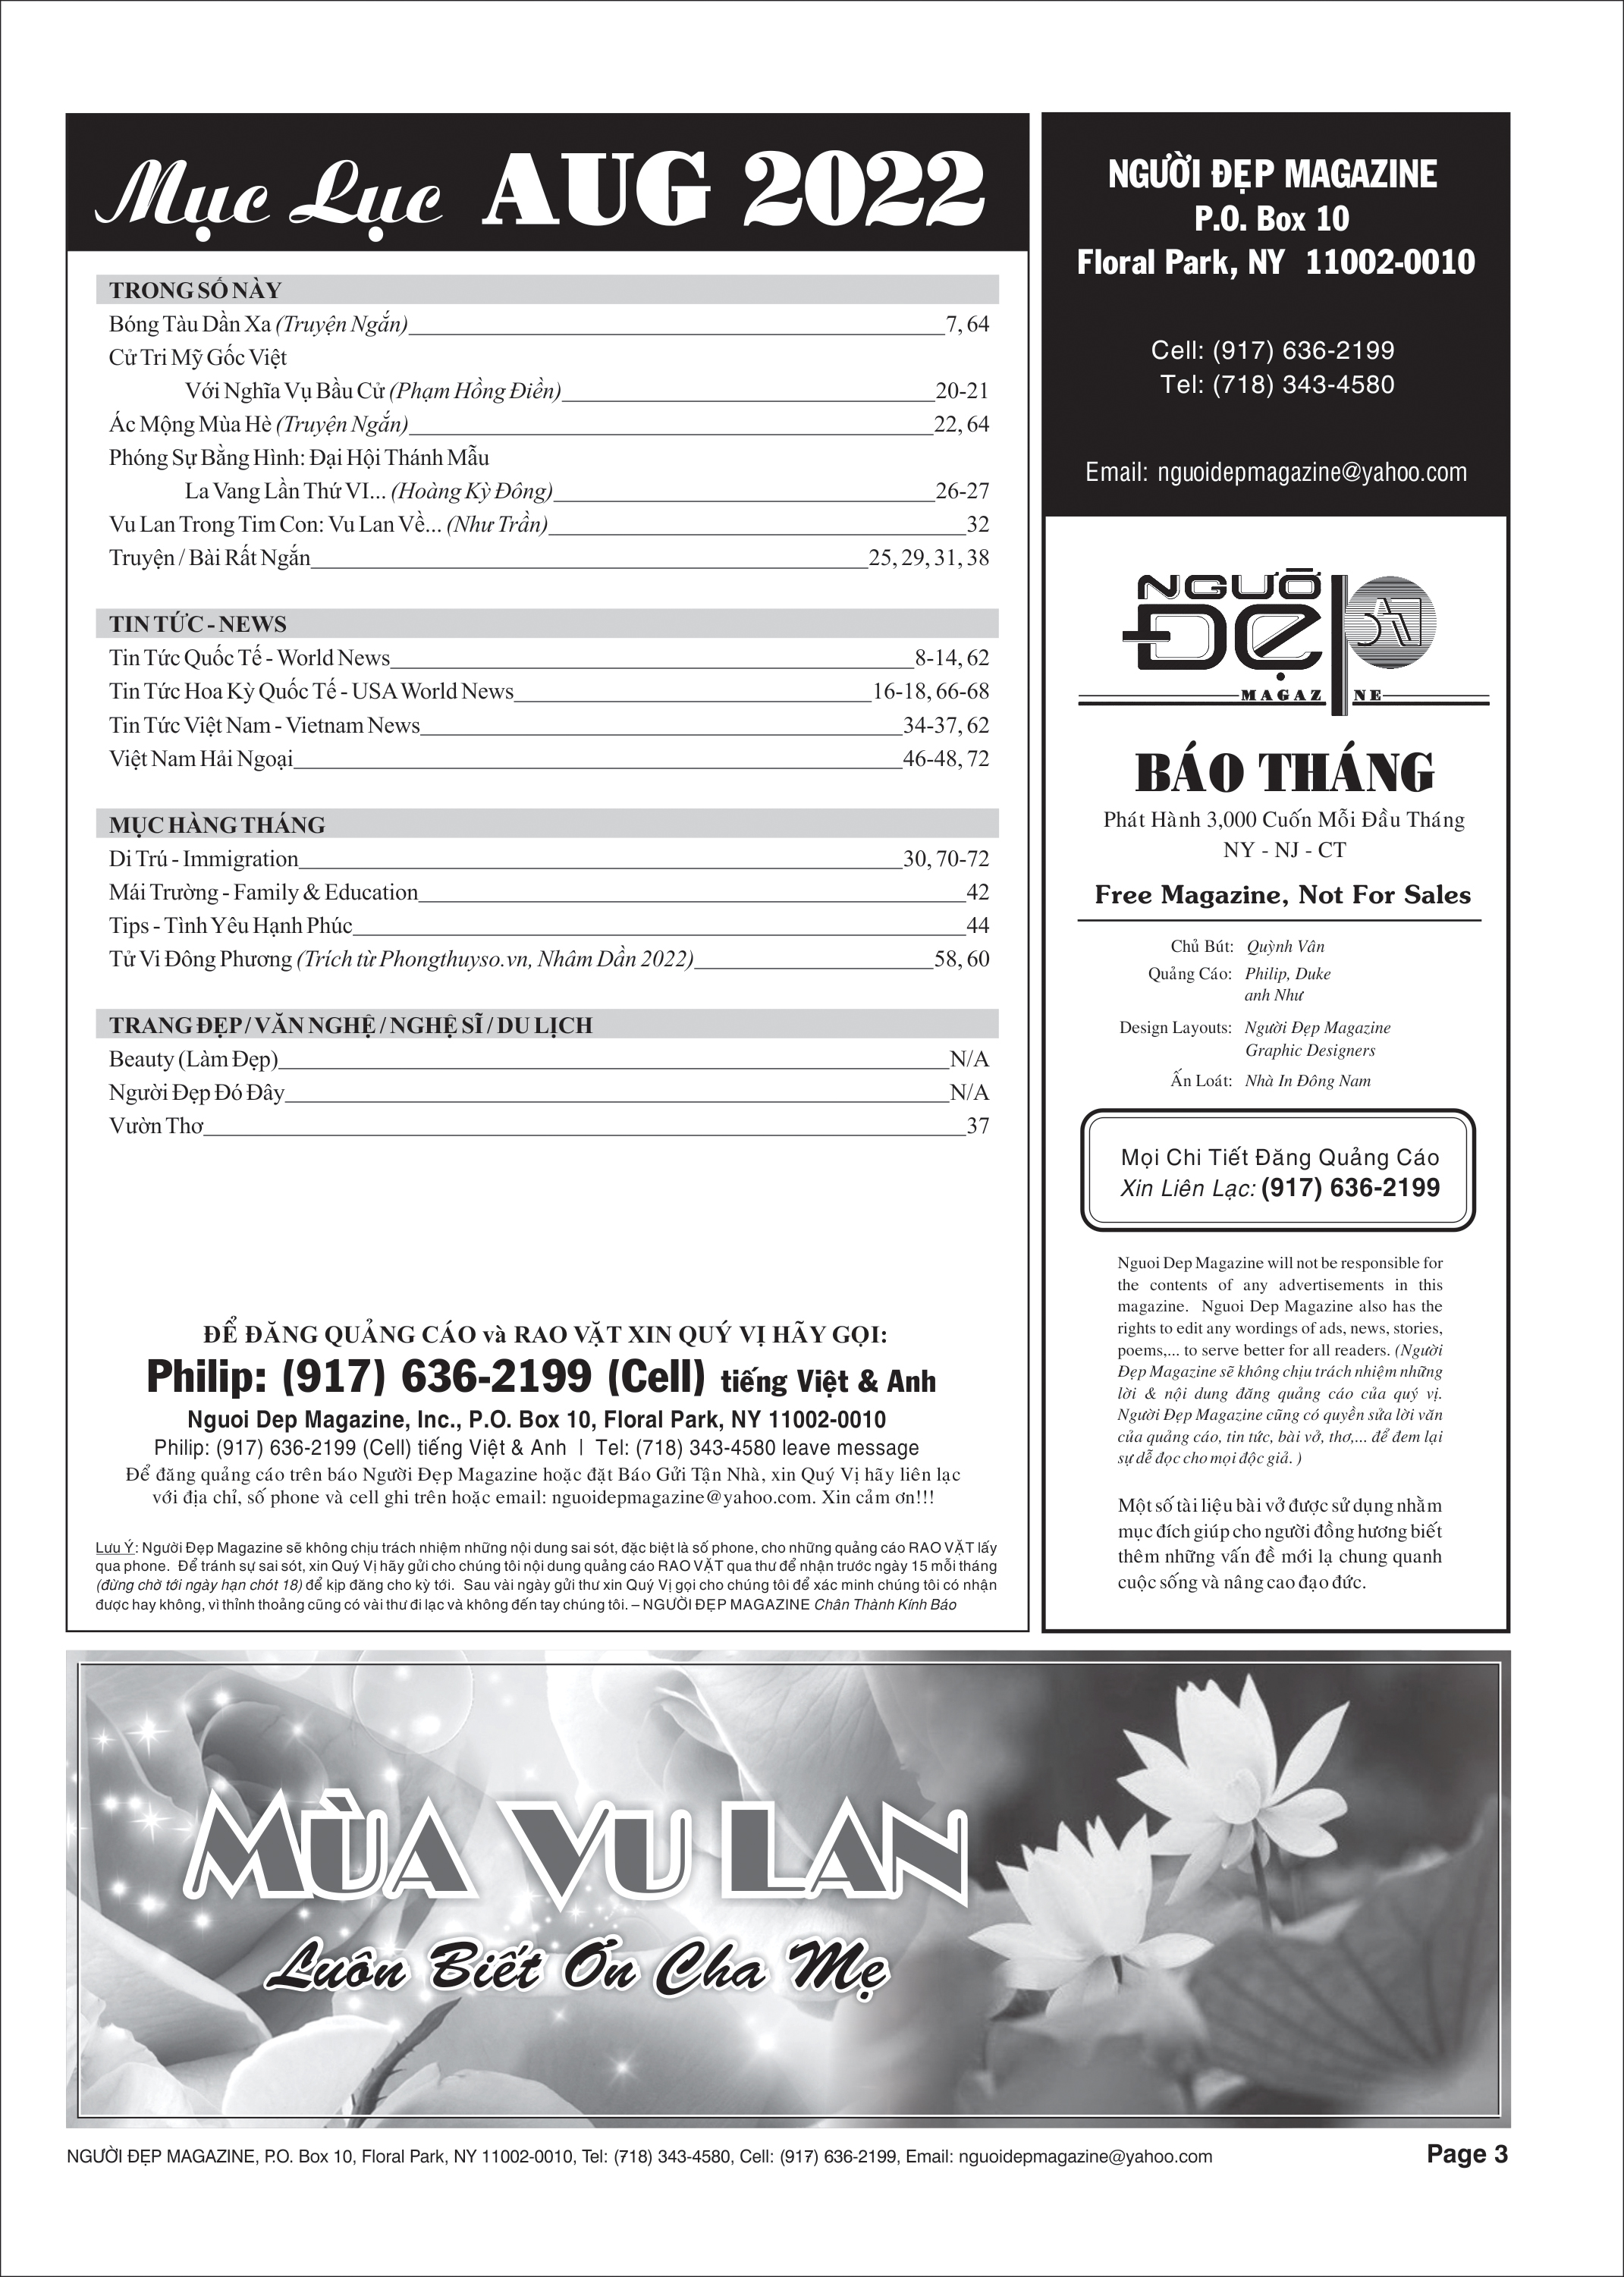 Mục Lục AUG 2022
TRONG SỐ NÀY
Bóng Tàu Dần Xa (Truyện Ngắn)_____7, 64
Cử Tri Mỹ Gốc Việt
Với Nghĩa Vụ Bầu Cử (Phạm Hồng Điền)_____20-21
Ác Mộng Mùa Hè (Truyện Ngắn)_____22, 64
Phóng Sự Bằng Hình: Đại Hội Thánh Mẫu
La Vang Lần Thứ VI... (Hoàng Kỳ Đông)_____26-27
Vu Lan Trong Tim Con: Vu Lan Về... (Như Trần)_____32
Truyện / Bài Rất Ngắn_____25, 29, 31, 38
TIN TỨC - NEWS
Tin Tức Quốc Tế - World News_____8-14, 62
Tin Tức Hoa Kỳ Quốc Tế - USA World News_____16-18, 66-68
Tin Tức Việt Nam - Vietnam News_____34-37, 62
Việt Nam Hải Ngoại_____46-48, 72
MỤC HÀNG THÁNG
Di Trú - Immigration_____30, 70-72
Mái Trường - Family & Education_____42
Tips - Tình Yêu Hạnh Phúc_____44
Tử Vi Đông Phương (Trích từ Phongthuyso.vn, Nhâm Dần 2022)_____58, 60
TRANG ĐẸP / VĂN NGHỆ / NGHỆ SĨ / DU LỊCH
Beauty (Làm Đẹp)_____N/A
Người Đẹp Đó Đây_____N/A
Vườn Thơ_____37
ĐỂ ĐĂNG QUẢNG CÁO và RAO VẶT XIN QUÝ VỊ HÃY GỌI:
Philip: (917) 636-2199 (Cell) tiếng Việt & Anh
Nguoi Dep Magazine, Inc., P.O. Box 10, Floral Park, NY 11002-0010
Philip: (917) 636-2199 (Cell) tiếng Việt & Anh | Tel: (718) 343-4580 leave message
Để đăng quảng cáo trên báo Người Đẹp Magazine hoặc đặt Báo Gửi Tận Nhà, xin Quý Vị hãy liên lạc
với địa chỉ, số phone và cell ghi trên hoặc email: nguoidepmagazine@yahoo.com. Xin cảm ơn!!!
Lưu Ý: Người Đẹp Magazine sẽ không chịu trách nhiệm những nội dung sai sót, đặc biệt là số phone, cho những quảng cáo RAO VẶT lấy
qua phone. Để tránh sự sai sót, xin Quý Vị hãy gửi cho chúng tôi nội dung quảng cáo RAO VẶT qua thư để nhận trước ngày 15 mỗi tháng
(đừng chờ tới ngày hạn chót 18) để kịp đăng cho kỳ tới. Sau vài ngày gửi thư xin Quý Vị gọi cho chúng tôi để xác minh chúng tôi có nhận
được hay không, vì thỉnh thoảng cũng có vài thư đi lạc và không đến tay chúng tôi. – NGƯỜI ĐẸP MAGAZINE Chân Thành Kính Báo
NGƯỜI ĐẸP MAGAZINE
P.O. Box 10
Floral Park, NY 11002-0010
Cell: (917) 636-2199
Tel: (718) 343-4580
Email: nguoidepmagazine@yahoo.com
NGƯỜI
ĐẸP
MAGAZINE
BÁO THÁNG
Phát Hành 3,000 Cuốn Mỗi Đầu Tháng
NY - NJ - CT
Free Magazine, Not For Sales
Chủ Bút: Quỳnh Vân
Quảng Cáo: Philip, Duke
anh Như
Design Layouts: Người Đẹp Magazine
Graphic Designers
Ấn Loát: Nhà In Đông Nam
Mọi Chi Tiết Đăng Quảng Cáo
Xin Liên Lạc: (917) 636-2199
Nguoi Dep Magazine will not be responsible for
the contents of any advertisements in this
magazine. Nguoi Dep Magazine also has the
rights to edit any wordings of ads, news, stories,
poems,... to serve better for all readers. (Người
Đẹp Magazine sẽ không chịu trách nhiệm những
lời & nội dung đăng quảng cáo của quý vị.
Người Đẹp Magazine cũng có quyền sửa lời văn
của quảng cáo, tin tức, bài vở, thơ,... để đem lại
sự dễ đọc cho mọi độc giả. )
Một số tài liệu bài vở được sử dụng nhằm
mục đích giúp cho người đồng hương biết
thêm những vấn đề mới lạ chung quanh
cuộc sống và nâng cao đạo đức.
MÙA VU LAN
Luôn Biết Ơn Cha Mẹ
NGƯỜI ĐẸP MAGAZINE, P.O. Box 10, Floral Park, NY 11002-0010, Tel: (718) 343-4580, Cell: (917) 636-2199, Email: nguoidepmagazine@yahoo.com
Page 3